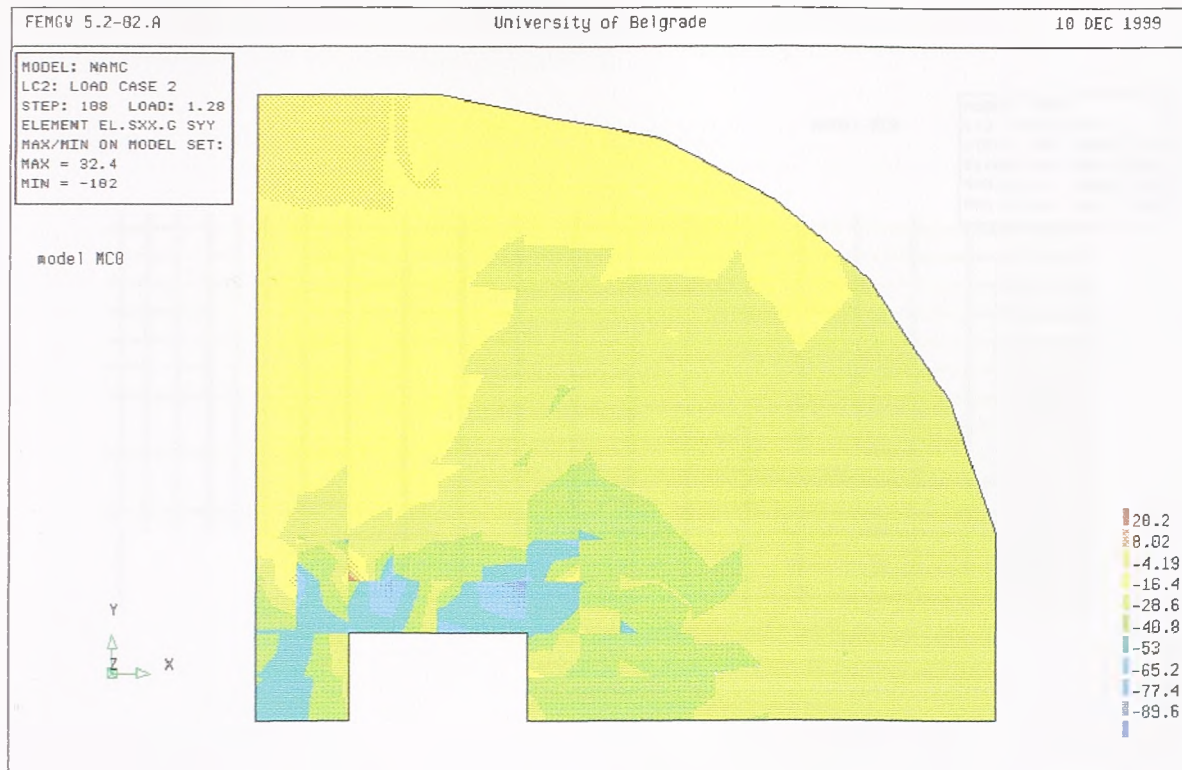 FEMGV 5.2-02.A
University of Belgrade
10 DEC 1999
MODEL: NAMC
LC2: LOAD CASE 2
STEP: 188 LOAD: 1.28
ELEMENT EL.SXX.G SYY
MAX/MIN ON MODEL SET:
MAX = 32.4
MIN = -102
model MC0
Y
Z
X
20.2
8.02
-4.19
-16.4
-28.6
-40.8
-53
-65.2
-77.4
-89.6